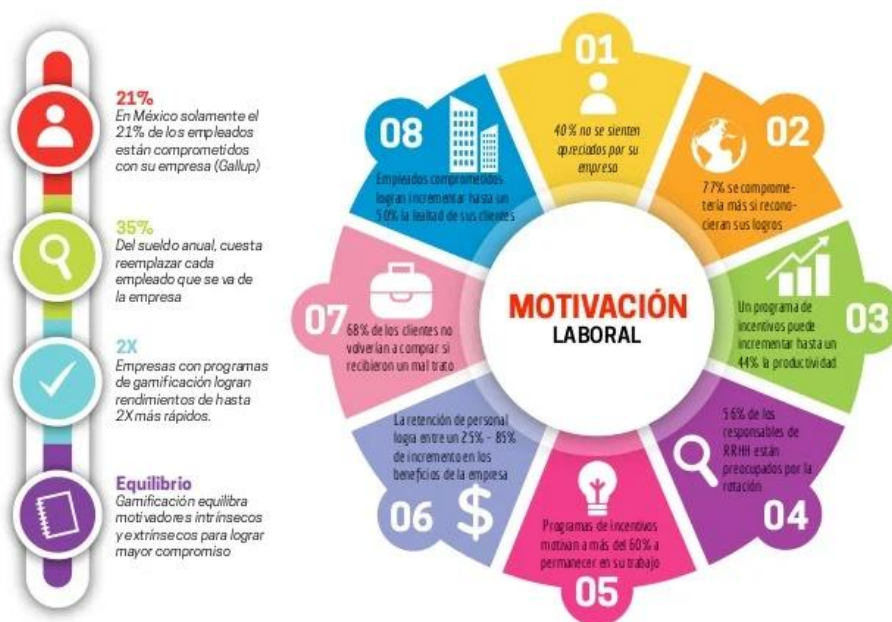 21%
En México solamente el
21% de los empleados
están comprometidos
con su empresa (Gallup)
35%
Del sueldo anual, cuesta
reemplazar cada
empleado que se va de
la empresa
2X
Empresas con programas
de gamificación logran
rendimientos de hasta
2X más rápidos.
Equilibrio
Gamificación equilibra
motivadores intrínsecos
y extrínsecos para lograr
mayor compromiso
MOTIVACIÓN
LABORAL
01
40% no se sienten
apreciados por su
empresa
02
77% se comprome-
tería más si recono-
cieran sus logros
03
Un programa de
incentivos puede
incrementar hasta un
44% la productividad
04
56% de los
responsables de
RRHH están
preocupados por la
rotación
05
Programas de incentivos
motivan a más del 60% a
permanecer en su trabajo
06
La retención de personal
logra entre un 25% - 85%
de incremento en los
beneficios de la empresa
$
07
68% de los clientes no
volverían a comprar si
recibieron un mal trato
08
Empleados comprometidos
logran incrementar hasta un
50% la lealtad de sus clientes